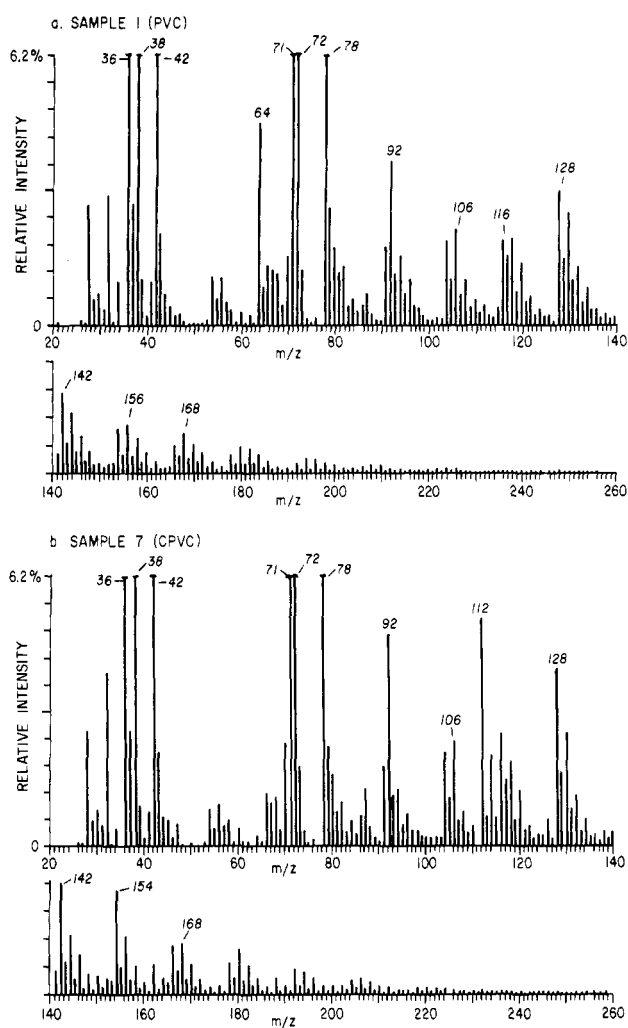 a. SAMPLE 1 (PVC)
6.2%
36
38
42
71
72
78
64
92
106
116
128
RELATIVE INTENSITY
0
20 40 60 80 100 120 140
m/z
142
156
168
140 160 180 200 220 240 260
m/z
b SAMPLE 7 (CPVC)
6.2%
36
38
42
71
72
78
92
112
106
128
RELATIVE INTENSITY
0
20 40 60 80 100 120 140
m/z
142
154
168
140 160 180 200 220 240 260
m/z